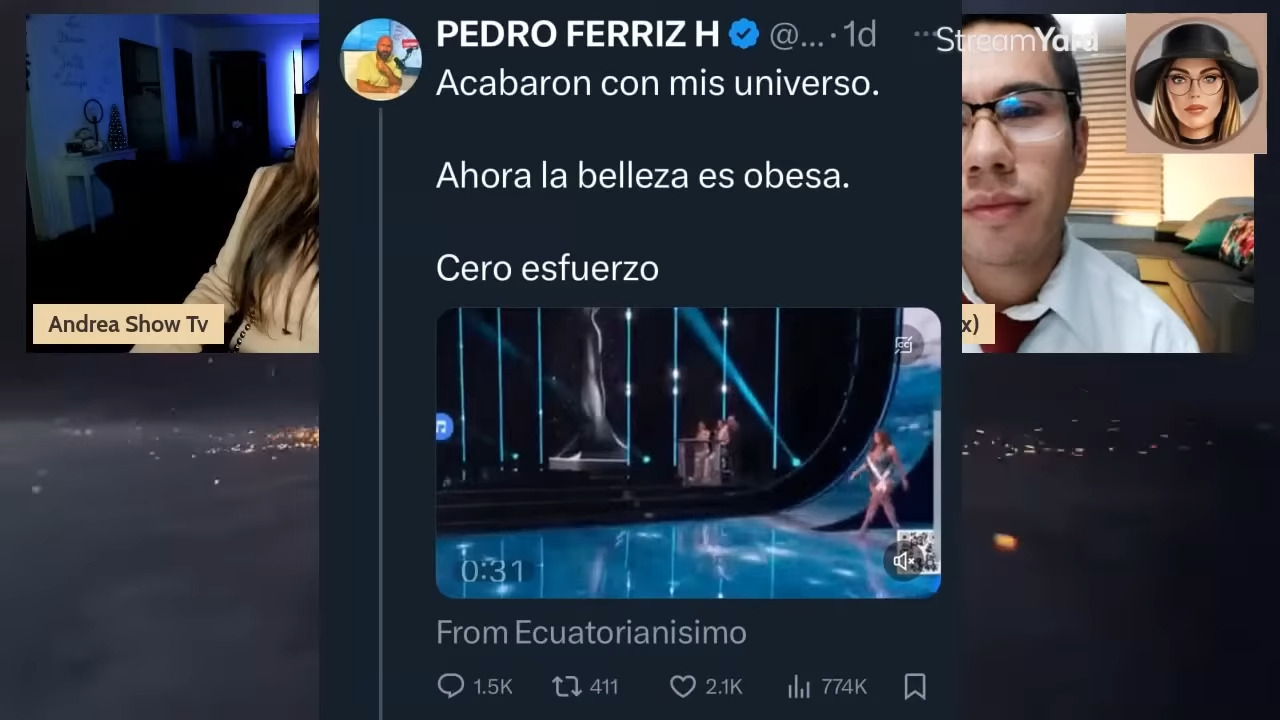 PEDRO FERRIZ H @... · 1d ...
StreamYard
Acabaron con mis universo.
Ahora la belleza es obesa.
Cero esfuerzo
Andrea Show Tv
x)
0:31
From Ecuatorianisimo
1.5K 411 2.1K 774K